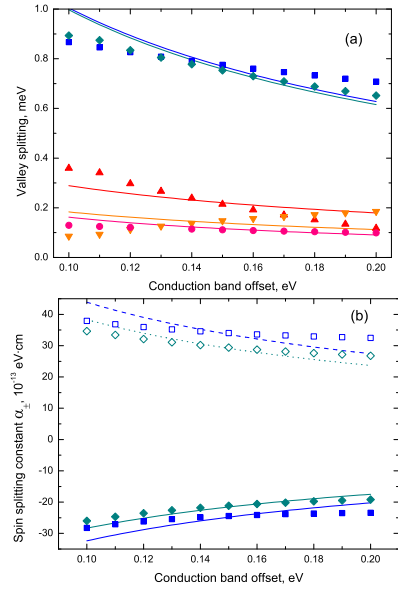 (a)
Valley splitting, meV
1.0
0.8
0.6
0.4
0.2
0.0
0.10 0.12 0.14 0.16 0.18 0.20
Conduction band offset, eV
(b)
Spin splitting constant α±, 10⁻¹³ eV·cm
40
30
20
10
0
-10
-20
-30
0.10 0.12 0.14 0.16 0.18 0.20
Conduction band offset, eV